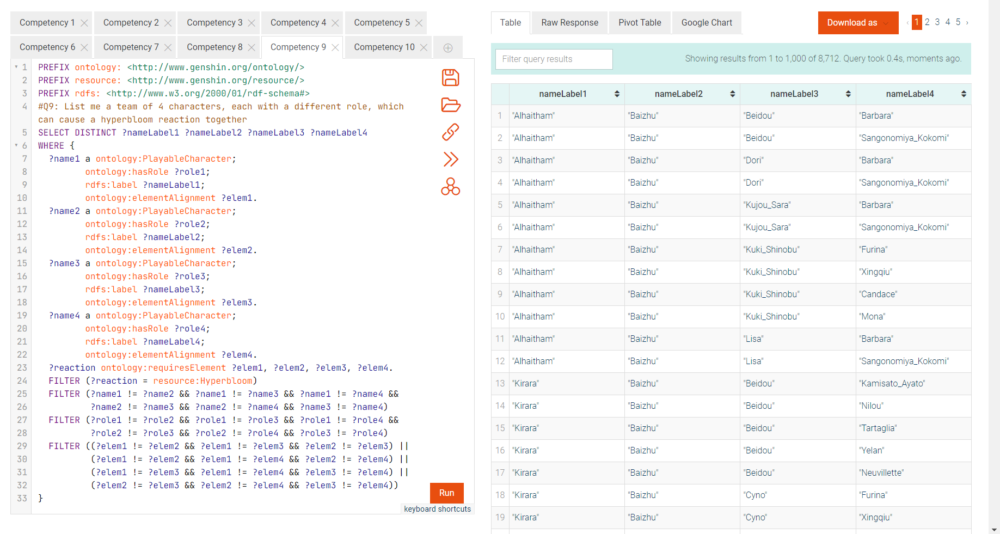 Competency 1
Competency 2
Competency 3
Competency 4
Competency 5
Competency 6
Competency 7
Competency 8
Competency 9
Competency 10
1 PREFIX ontology: <http://www.genshin.org/ontology/>
2 PREFIX resource: <http://www.genshin.org/resource/>
3 PREFIX rdfs: <http://www.w3.org/2000/01/rdf-schema#>
4 #Q9: List me a team of 4 characters, each with a different role, which
can cause a hyperbloom reaction together
5 SELECT DISTINCT ?nameLabel1 ?nameLabel2 ?nameLabel3 ?nameLabel4
6 WHERE {
7 ?name1 a ontology:PlayableCharacter;
8 ontology:hasRole ?role1;
9 rdfs:label ?nameLabel1;
10 ontology:elementAlignment ?elem1.
11 ?name2 a ontology:PlayableCharacter;
12 ontology:hasRole ?role2;
13 rdfs:label ?nameLabel2;
14 ontology:elementAlignment ?elem2.
15 ?name3 a ontology:PlayableCharacter;
16 ontology:hasRole ?role3;
17 rdfs:label ?nameLabel3;
18 ontology:elementAlignment ?elem3.
19 ?name4 a ontology:PlayableCharacter;
20 ontology:hasRole ?role4;
21 rdfs:label ?nameLabel4;
22 ontology:elementAlignment ?elem4.
23 ?reaction ontology:requiresElement ?elem1, ?elem2, ?elem3, ?elem4.
24 FILTER (?reaction = resource:Hyperbloom)
25 FILTER (?name1 != ?name2 && ?name1 != ?name3 && ?name1 != ?name4 &&
26 ?name2 != ?name3 && ?name2 != ?name4 && ?name3 != ?name4)
27 FILTER (?role1 != ?role2 && ?role1 != ?role3 && ?role1 != ?role4 &&
28 ?role2 != ?role3 && ?role2 != ?role4 && ?role3 != ?role4)
29 FILTER ((?elem1 != ?elem2 && ?elem1 != ?elem3 && ?elem2 != ?elem3) ||
30 (?elem1 != ?elem2 && ?elem1 != ?elem4 && ?elem2 != ?elem4) ||
31 (?elem1 != ?elem3 && ?elem1 != ?elem4 && ?elem3 != ?elem4) ||
32 (?elem2 != ?elem3 && ?elem2 != ?elem4 && ?elem3 != ?elem4))
33 }
Run
keyboard shortcuts
Table Raw Response Pivot Table Google Chart
Download as
‹ 1 2 3 4 5 ›
Filter query results
Showing results from 1 to 1,000 of 8,712. Query took 0.4s, moments ago.
nameLabel1 nameLabel2 nameLabel3 nameLabel4
1 "Alhaitham" "Baizhu" "Beidou" "Barbara"
2 "Alhaitham" "Baizhu" "Beidou" "Sangonomiya_Kokomi"
3 "Alhaitham" "Baizhu" "Dori" "Barbara"
4 "Alhaitham" "Baizhu" "Dori" "Sangonomiya_Kokomi"
5 "Alhaitham" "Baizhu" "Kujou_Sara" "Barbara"
6 "Alhaitham" "Baizhu" "Kujou_Sara" "Sangonomiya_Kokomi"
7 "Alhaitham" "Baizhu" "Kuki_Shinobu" "Furina"
8 "Alhaitham" "Baizhu" "Kuki_Shinobu" "Xingqiu"
9 "Alhaitham" "Baizhu" "Kuki_Shinobu" "Candace"
10 "Alhaitham" "Baizhu" "Kuki_Shinobu" "Mona"
11 "Alhaitham" "Baizhu" "Lisa" "Barbara"
12 "Alhaitham" "Baizhu" "Lisa" "Sangonomiya_Kokomi"
13 "Kirara" "Baizhu" "Beidou" "Kamisato_Ayato"
14 "Kirara" "Baizhu" "Beidou" "Nilou"
15 "Kirara" "Baizhu" "Beidou" "Tartaglia"
16 "Kirara" "Baizhu" "Beidou" "Yelan"
17 "Kirara" "Baizhu" "Beidou" "Neuvillette"
18 "Kirara" "Baizhu" "Cyno" "Furina"
19 "Kirara" "Baizhu" "Cyno" "Xingqiu"